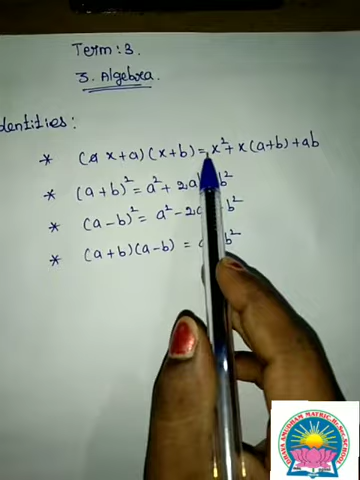 Term: 3.
3. Algebra.
dentities:
* (x+a)(x+b) = x² + x(a+b) + ab
* (a+b)² = a² + 2a b²
* (a-b)² = a² - 2a b²
* (a+b)(a-b) = b²